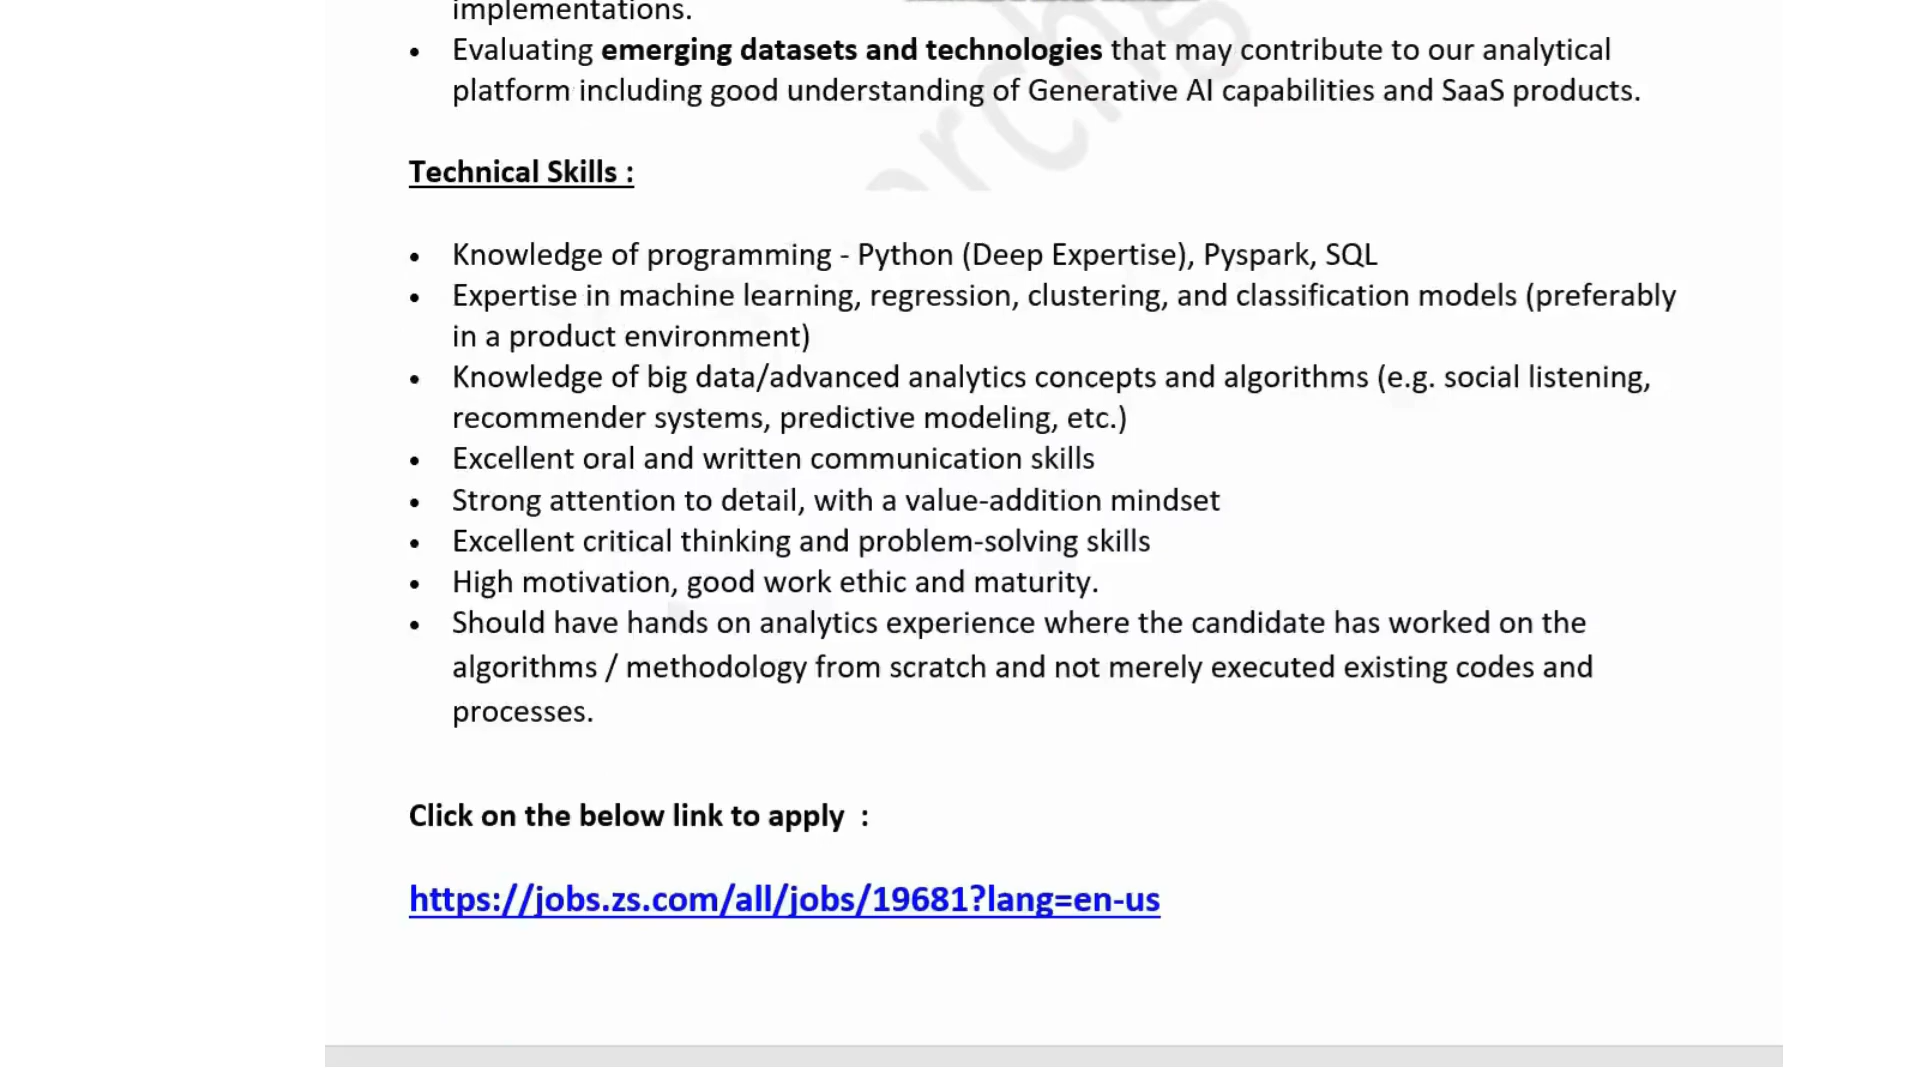 implementations.
• Evaluating emerging datasets and technologies that may contribute to our analytical
platform including good understanding of Generative AI capabilities and SaaS products.
Technical Skills :
• Knowledge of programming - Python (Deep Expertise), Pyspark, SQL
• Expertise in machine learning, regression, clustering, and classification models (preferably
in a product environment)
• Knowledge of big data/advanced analytics concepts and algorithms (e.g. social listening,
recommender systems, predictive modeling, etc.)
• Excellent oral and written communication skills
• Strong attention to detail, with a value-addition mindset
• Excellent critical thinking and problem-solving skills
• High motivation, good work ethic and maturity.
• Should have hands on analytics experience where the candidate has worked on the
algorithms / methodology from scratch and not merely executed existing codes and
processes.
Click on the below link to apply :
https://jobs.zs.com/all/jobs/19681?lang=en-us